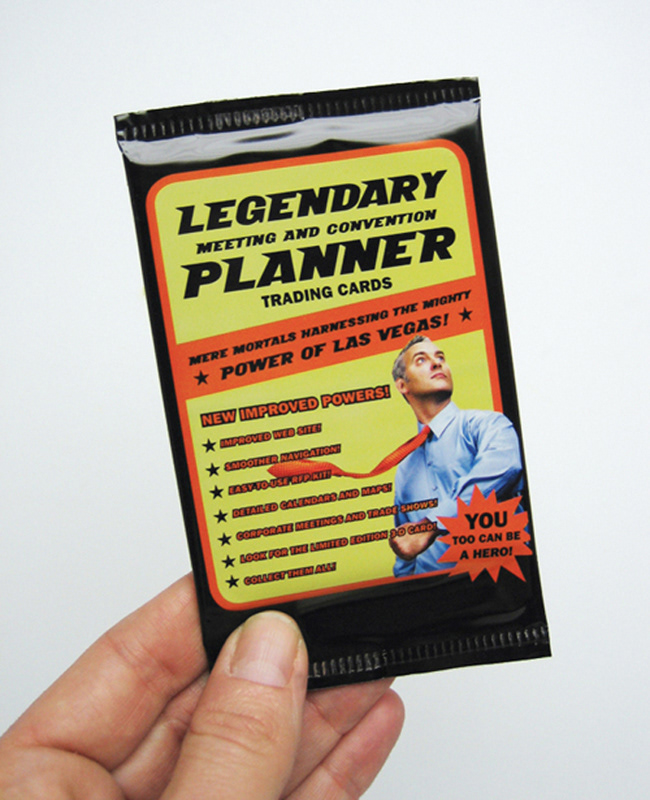 LEGENDARY
MEETING AND CONVENTION
PLANNER
TRADING CARDS
MERE MORTALS HARNESSING THE MIGHTY
★ POWER OF LAS VEGAS! ★
NEW IMPROVED POWERS!
★ IMPROVED WEB SITE!
★ SMOOTHER NAVIGATION!
★ EASY-TO-USE RFP KIT!
★ DETAILED CALENDARS AND MAPS!
★ CORPORATE MEETINGS AND TRADE SHOWS!
★ LOOK FOR THE LIMITED EDITION 3-D CARD!
★ COLLECT THEM ALL!
YOU
TOO CAN BE
A HERO!